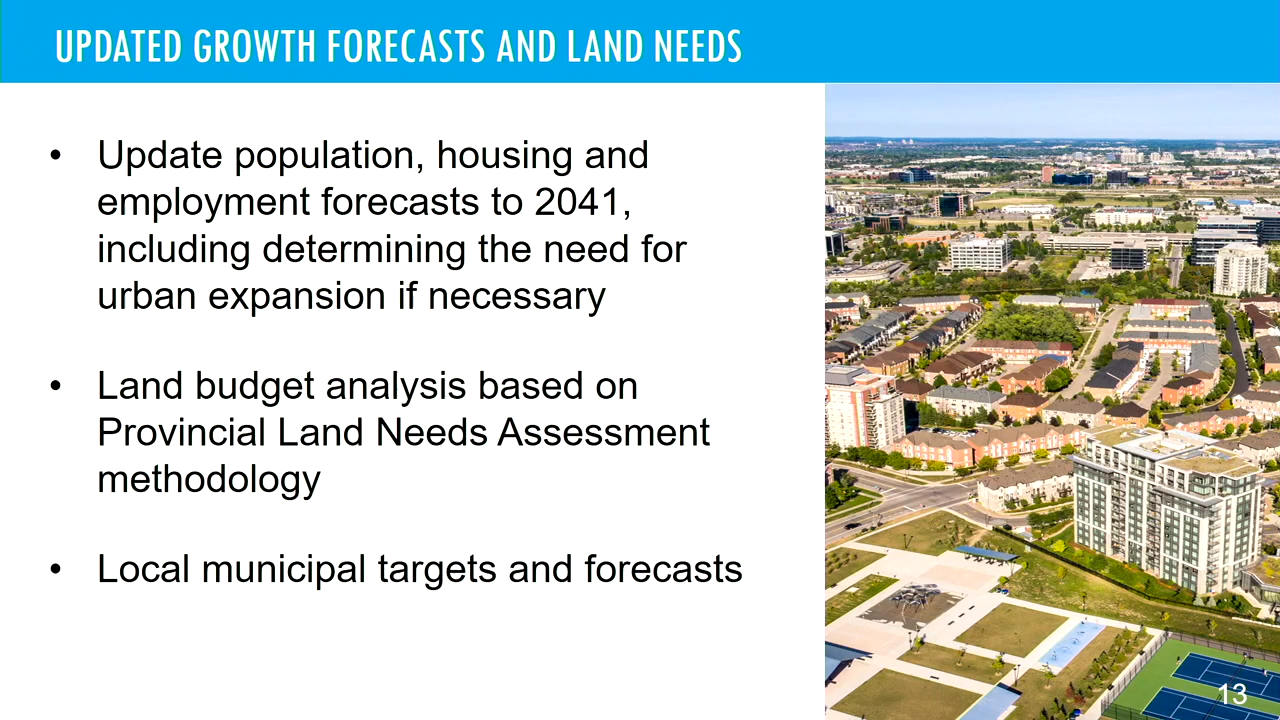 UPDATED GROWTH FORECASTS AND LAND NEEDS
• Update population, housing and
employment forecasts to 2041,
including determining the need for
urban expansion if necessary
• Land budget analysis based on
Provincial Land Needs Assessment
methodology
• Local municipal targets and forecasts
13